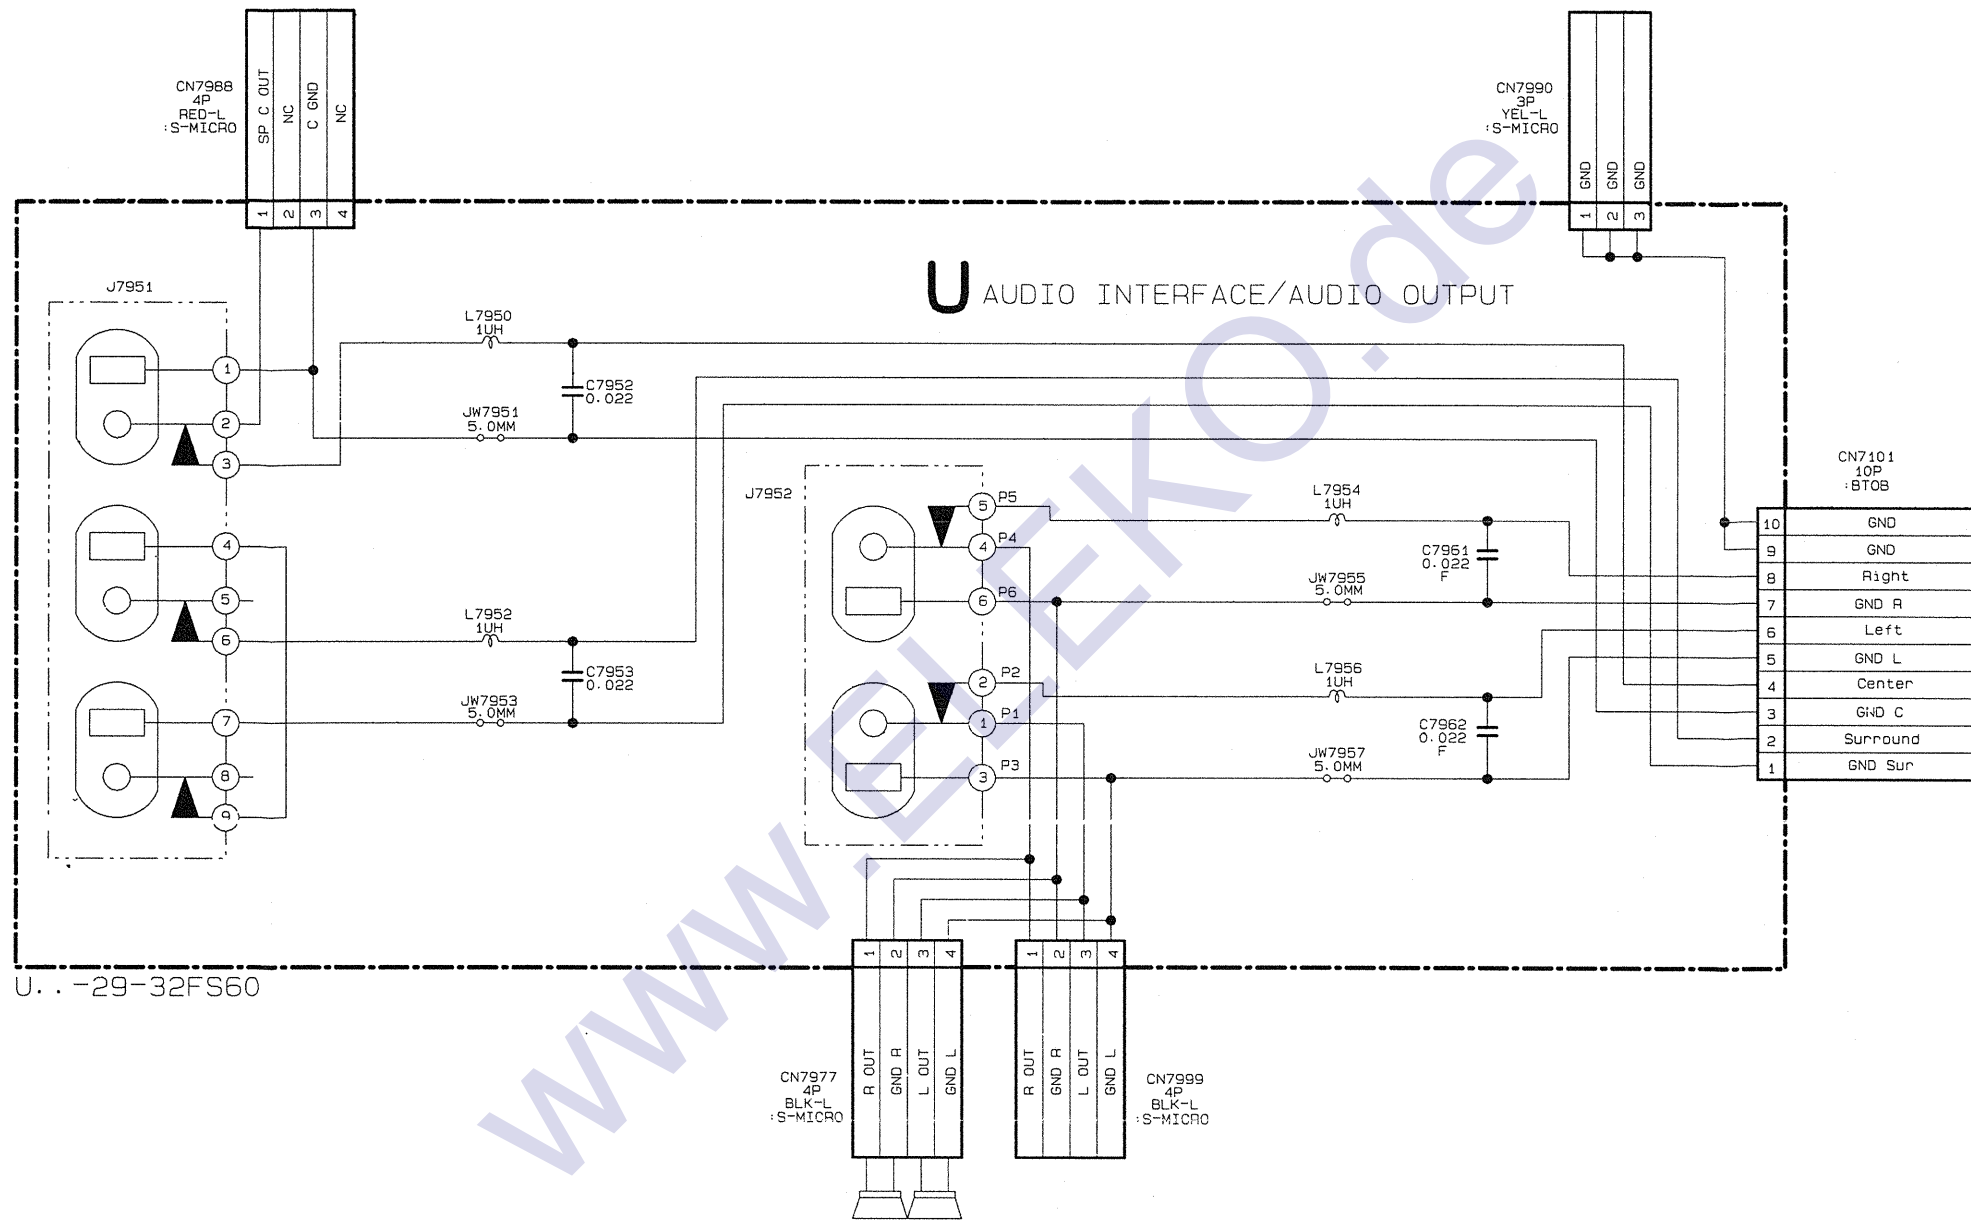 CN7988
4P
RED-L
:S-MICRO
SP C OUT
NC
C GND
NC
1
2
3
4
CN7990
3P
YEL-L
:S-MICRO
GND
GND
GND
1
2
3
U AUDIO INTERFACE/AUDIO OUTPUT
J7951
1
2
3
4
5
6
7
8
9
L7950
1UH
C7952
0.022
JW7951
5.0MM
L7952
1UH
C7953
0.022
JW7953
5.0MM
J7952
5 P5
4 P4
6 P6
2 P2
1 P1
3 P3
L7954
1UH
C7961
0.022
F
JW7955
5.0MM
L7956
1UH
C7962
0.022
F
JW7957
5.0MM
CN7101
10P
:BTOB
10 GND
9 GND
8 Right
7 GND R
6 Left
5 GND L
4 Center
3 GND C
2 Surround
1 GND Sur
U..-29-32FS60
1
2
3
4
R OUT
GND R
L OUT
GND L
CN7977
4P
BLK-L
:S-MICRO
1
2
3
4
R OUT
GND R
L OUT
GND L
CN7999
4P
BLK-L
:S-MICRO
www.ELEKO.de